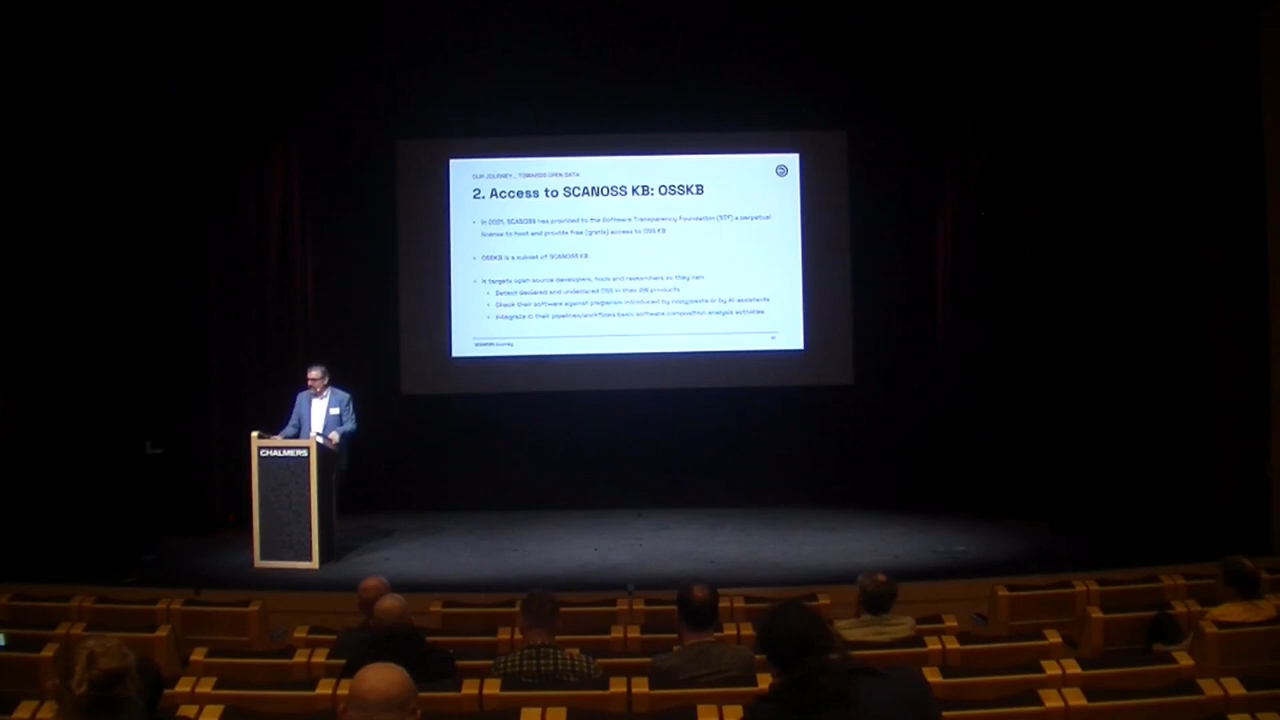 OUR JOURNEY... TOWARDS OPEN DATA
2. Access to SCANOSS KB: OSSKB
• In 2021, SCANOSS has provided to the Software Transparency Foundation (STF) a perpetual
license to host and provide free (gratis) access to OSS KB
• OSSKB is a subset of SCANOSS KB.
• It targets open source developers, tools and researchers so they can:
• Detect declared and undeclared OSS in their products
• Check their software against plagiarism introduced by copy/paste or by AI assistants
• Integrate in their pipelines/workflows basic software composition analysis activities
SCANOSS Journey
CHALMERS